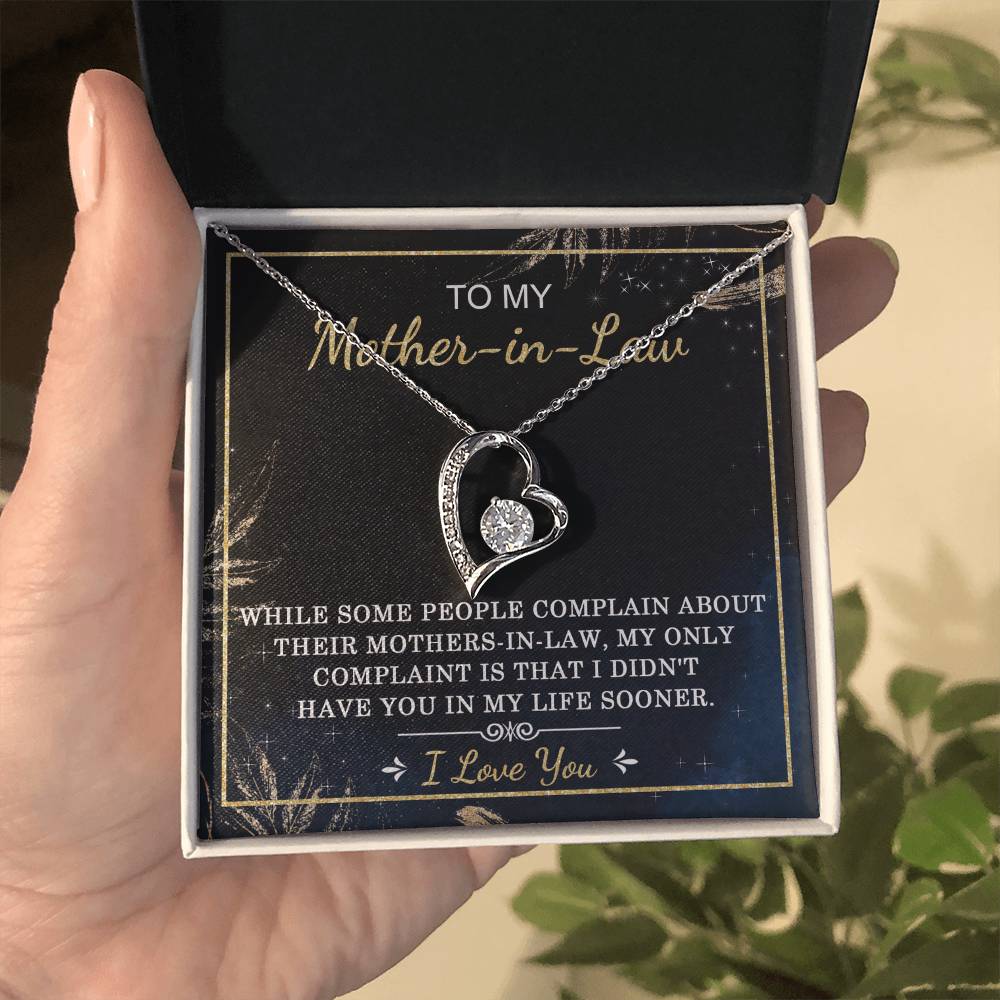 TO MY
Mother-in-Law
WHILE SOME PEOPLE COMPLAIN ABOUT
THEIR MOTHERS-IN-LAW, MY ONLY
COMPLAINT IS THAT I DIDN'T
HAVE YOU IN MY LIFE SOONER.
I Love You